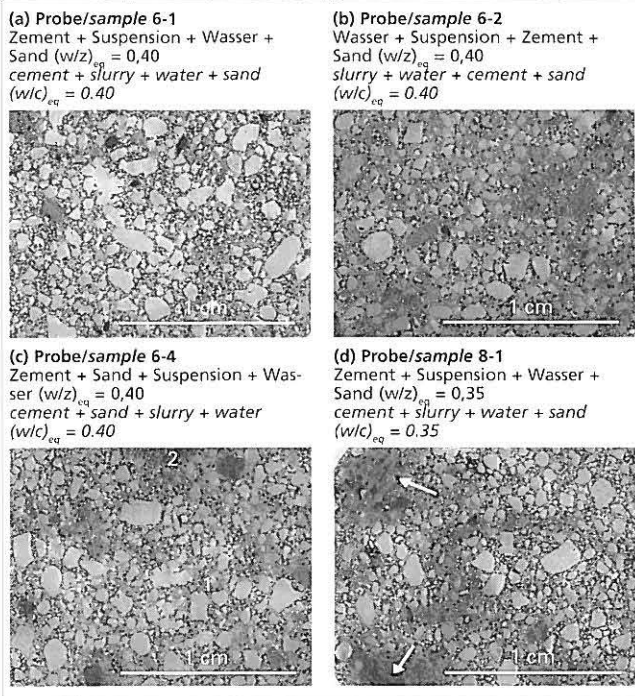 (a) Probe/sample 6-1
Zement + Suspension + Wasser +
Sand (w/z)eq = 0,40
cement + slurry + water + sand
(w/c)eq = 0.40
1 cm
(b) Probe/sample 6-2
Wasser + Suspension + Zement +
Sand (w/z)eq = 0,40
slurry + water + cement + sand
(w/c)eq = 0.40
1 cm
(c) Probe/sample 6-4
Zement + Sand + Suspension + Was-
ser (w/z)eq = 0,40
cement + sand + slurry + water
(w/c)eq = 0.40
2
1
1 cm
(d) Probe/sample 8-1
Zement + Suspension + Wasser +
Sand (w/z)eq = 0,35
cement + slurry + water + sand
(w/c)eq = 0.35
1 cm